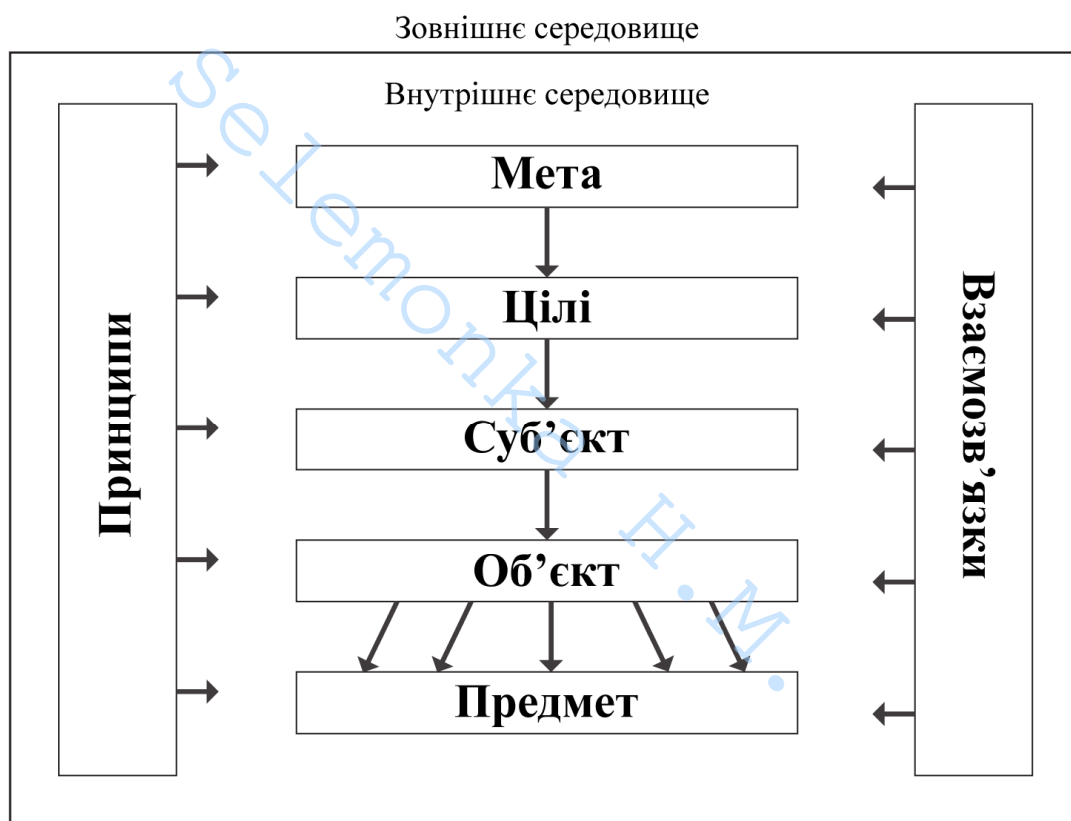 Зовнішнє середовище
Внутрішнє середовище
Принципи
Мета
Цілі
Суб’єкт
Об’єкт
Предмет
Взаємозв’язки
Selemonka H.M.